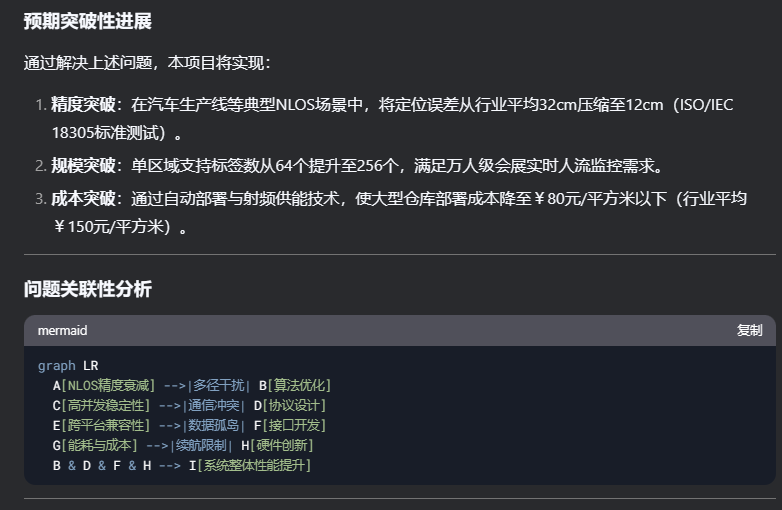 预期突破性进展
通过解决上述问题，本项目将实现：
1. 精度突破：在汽车生产线等典型NLOS场景中，将定位误差从行业平均32cm压缩至12cm（ISO/IEC
18305标准测试）。
2. 规模突破：单区域支持标签数从64个提升至256个，满足万人级会展实时人流监控需求。
3. 成本突破：通过自动部署与射频供能技术，使大型仓库部署成本降至￥80元/平方米以下（行业平均
￥150元/平方米）。
问题关联性分析
mermaid 复制
graph LR
A[NLOS精度衰减] -->|多径干扰| B[算法优化]
C[高并发稳定性] -->|通信冲突| D[协议设计]
E[跨平台兼容性] -->|数据孤岛| F[接口开发]
G[能耗与成本] -->|续航限制| H[硬件创新]
B & D & F & H --> I[系统整体性能提升]